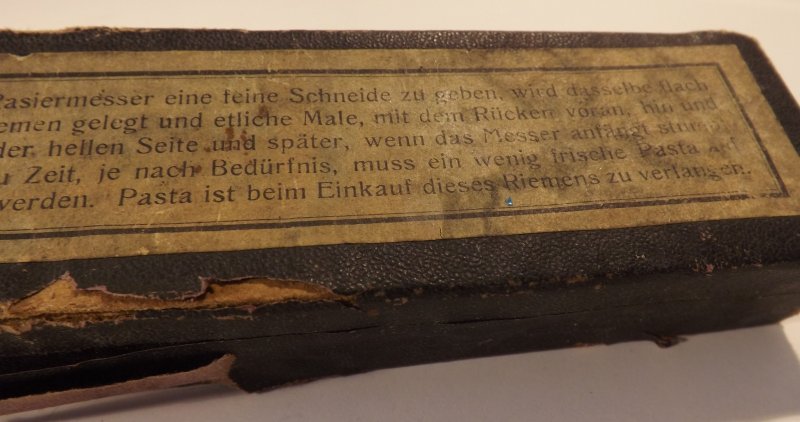 Rasiermesser eine feine Schneide zu geben, wird dasselbe flach
iemen gelegt und etliche Male, mit dem Rücken voran, hin und
der hellen Seite und später, wenn das Messer anfängt
u Zeit, je nach Bedürfnis, muss ein wenig frische Pasta auf
werden. Pasta ist beim Einkauf dieses Riemens zu verlangen.